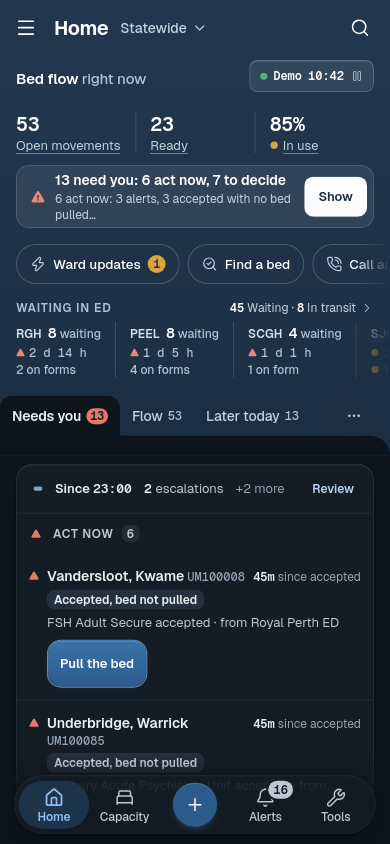 Home Statewide
Bed flow right now
Demo 10:42
53 23 85%
Open movements Ready In use
13 need you: 6 act now, 7 to decide
6 act now: 3 alerts, 3 accepted with no bed
pulled…
Show
Ward updates 1 Find a bed Call a
WAITING IN ED 45 Waiting · 8 In transit
RGH 8 waiting PEEL 8 waiting SCGH 4 waiting SJ
2 d 14 h 1 d 5 h 1 d 1 h
2 on forms 4 on forms 1 on form
Needs you 13 Flow 53 Later today 13 ...
Since 23:00 2 escalations +2 more Review
ACT NOW 6
Vandersloot, Kwame UM100008 45m since accepted
Accepted, bed not pulled
FSH Adult Secure accepted · from Royal Perth ED
Pull the bed
Underbridge, Warrick 45m since accepted
UM100085
Accepted, bed not pulled
16
Home Capacity + Alerts Tools